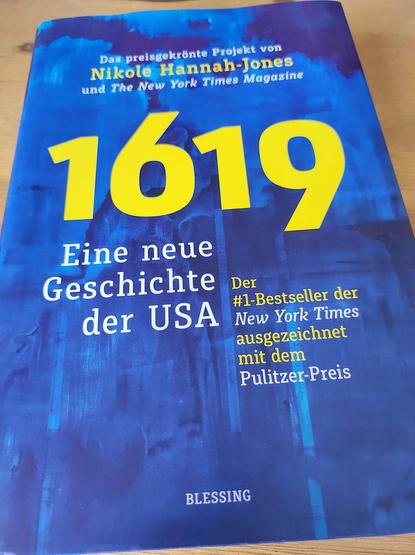 Das preisgekrönte Projekt von
Nikole Hannah-Jones
und The New York Times Magazine
1619
Eine neue
Geschichte
der USA
Der
#1-Bestseller der
New York Times
ausgezeichnet
mit dem
Pulitzer-Preis
BLESSING